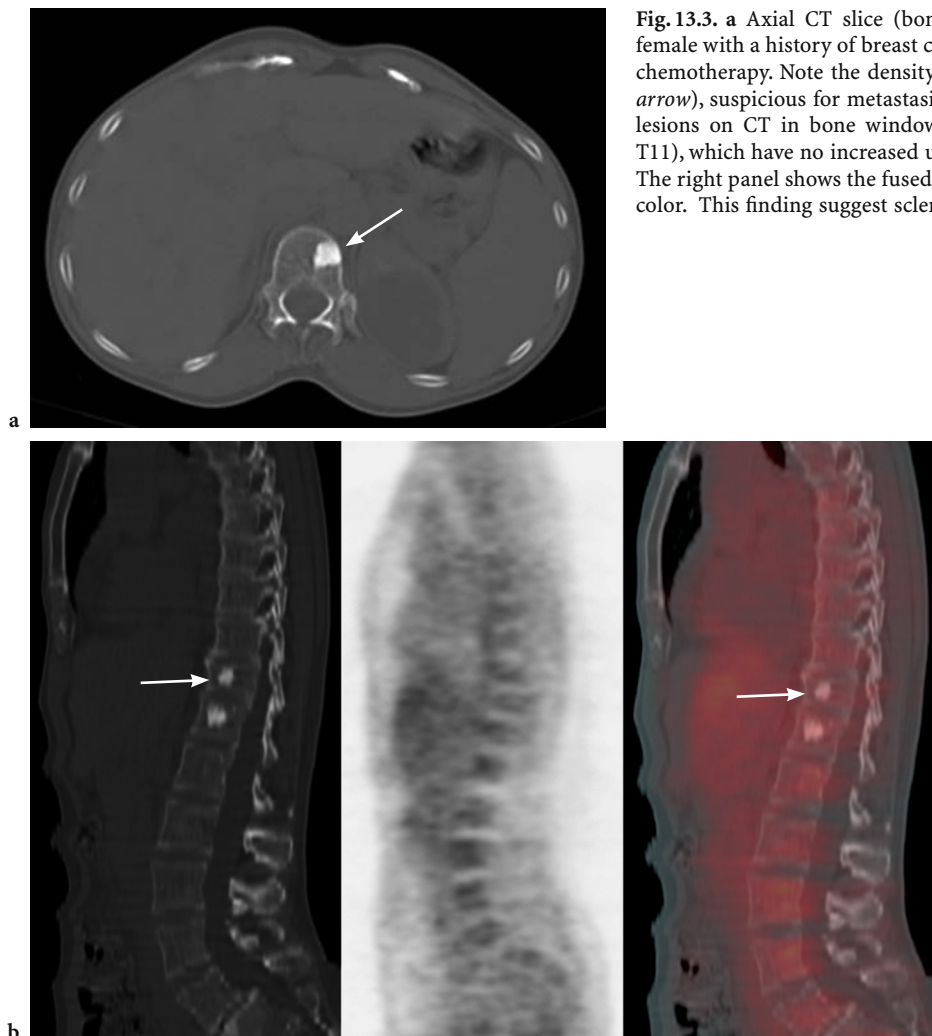 Fig. 13.3. a Axial CT slice (bon
female with a history of breast c
chemotherapy. Note the density
arrow), suspicious for metastasi
lesions on CT in bone window
T11), which have no increased u
The right panel shows the fused
color. This finding suggest scler
a
b